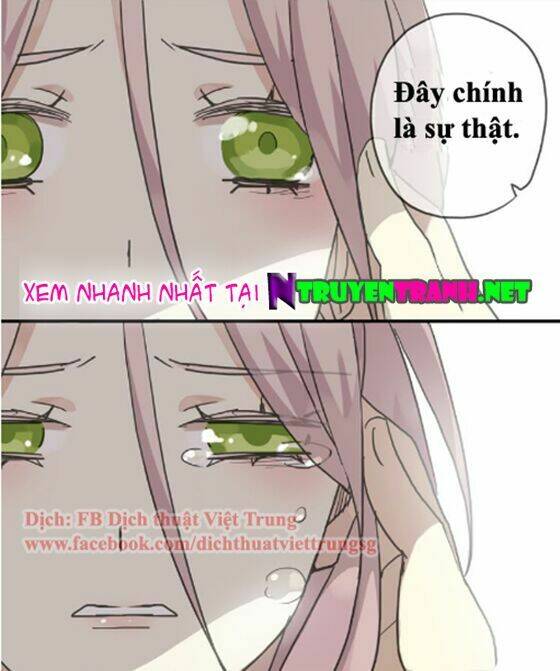 Đây chính
là sự thật.
XEM NHANH NHẤT TẠI NTRUYENTRANH.NET
Dịch: FB Dịch thuật Việt Trung
www.facebook.com/dichthuatviettrungsg